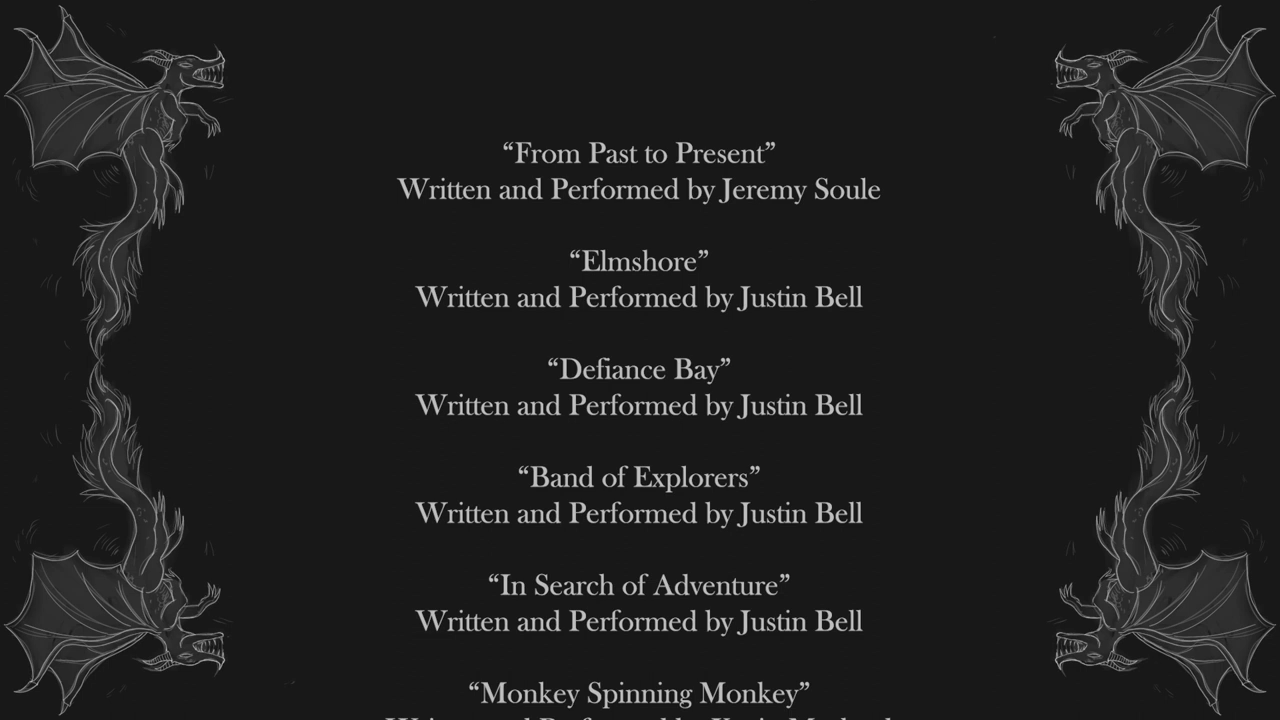 “From Past to Present”
Written and Performed by Jeremy Soule
“Elmshore”
Written and Performed by Justin Bell
“Defiance Bay”
Written and Performed by Justin Bell
“Band of Explorers”
Written and Performed by Justin Bell
“In Search of Adventure”
Written and Performed by Justin Bell
“Monkey Spinning Monkey”